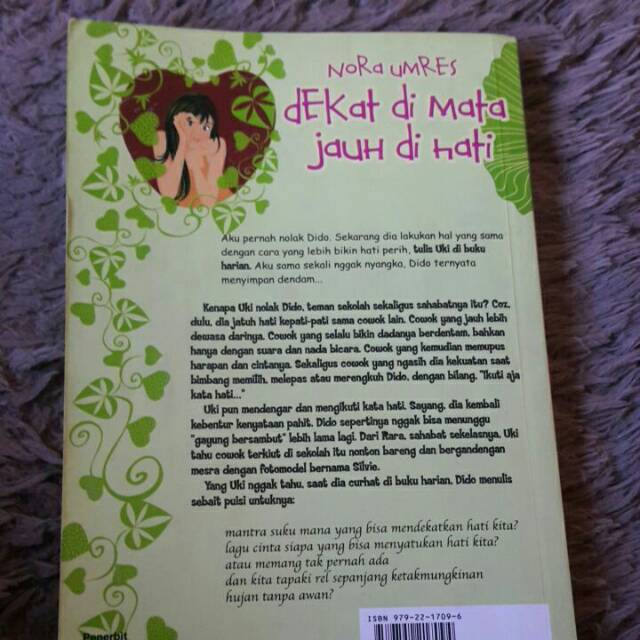 NORA UMRES
dEKat di Mata
jauH di hati
Aku pernah nolak Dido. Sekarang dia lakukan hal yang sama
dengan cara yang lebih bikin hati perih, tulis Uki di buku
harian. Aku sama sekali nggak nyangka, Dido ternyata
menyimpan dendam...
Kenapa Uki nolak Dido, teman sekolah sekaligus sahabatnya itu? Coz,
dulu, dia jatuh hati kepati-pati sama cowok lain. Cowok yang jauh lebih
dewasa darinya. Cowok yang selalu bikin dadanya berdentam, bahkan
hanya dengan suara dan nada bicara. Cowok yang kemudian memupus
harapan dan cintanya. Sekaligus cowok yang ngasih dia kekuatan saat
bimbang memilih, melepas atau merengkuh Dido, dengan bilang, "Ikuti aja
kata hati..."
Uki pun mendengar dan mengikuti kata hati. Sayang, dia kembali
kebentur kenyataan pahit. Dido sepertinya nggak bisa menunggu
"gayung bersambut" lebih lama lagi. Dari Rara, sahabat sekelasnya, Uki
tahu cowok terkiut di sekolah itu nonton bareng dan bergandengan
mesra dengan fotomodel bernama Silvie.
Yang Uki nggak tahu, saat dia curhat di buku harian, Dido menulis
sebait puisi untuknya:
mantra suku mana yang bisa mendekatkan hati kita?
lagu cinta siapa yang bisa menyatukan hati kita?
atau memang tak pernah ada
dan kita tapaki rel sepanjang ketakmungkinan
hujan tanpa awan?
ISBN 979-22-1709-6
Penerbit